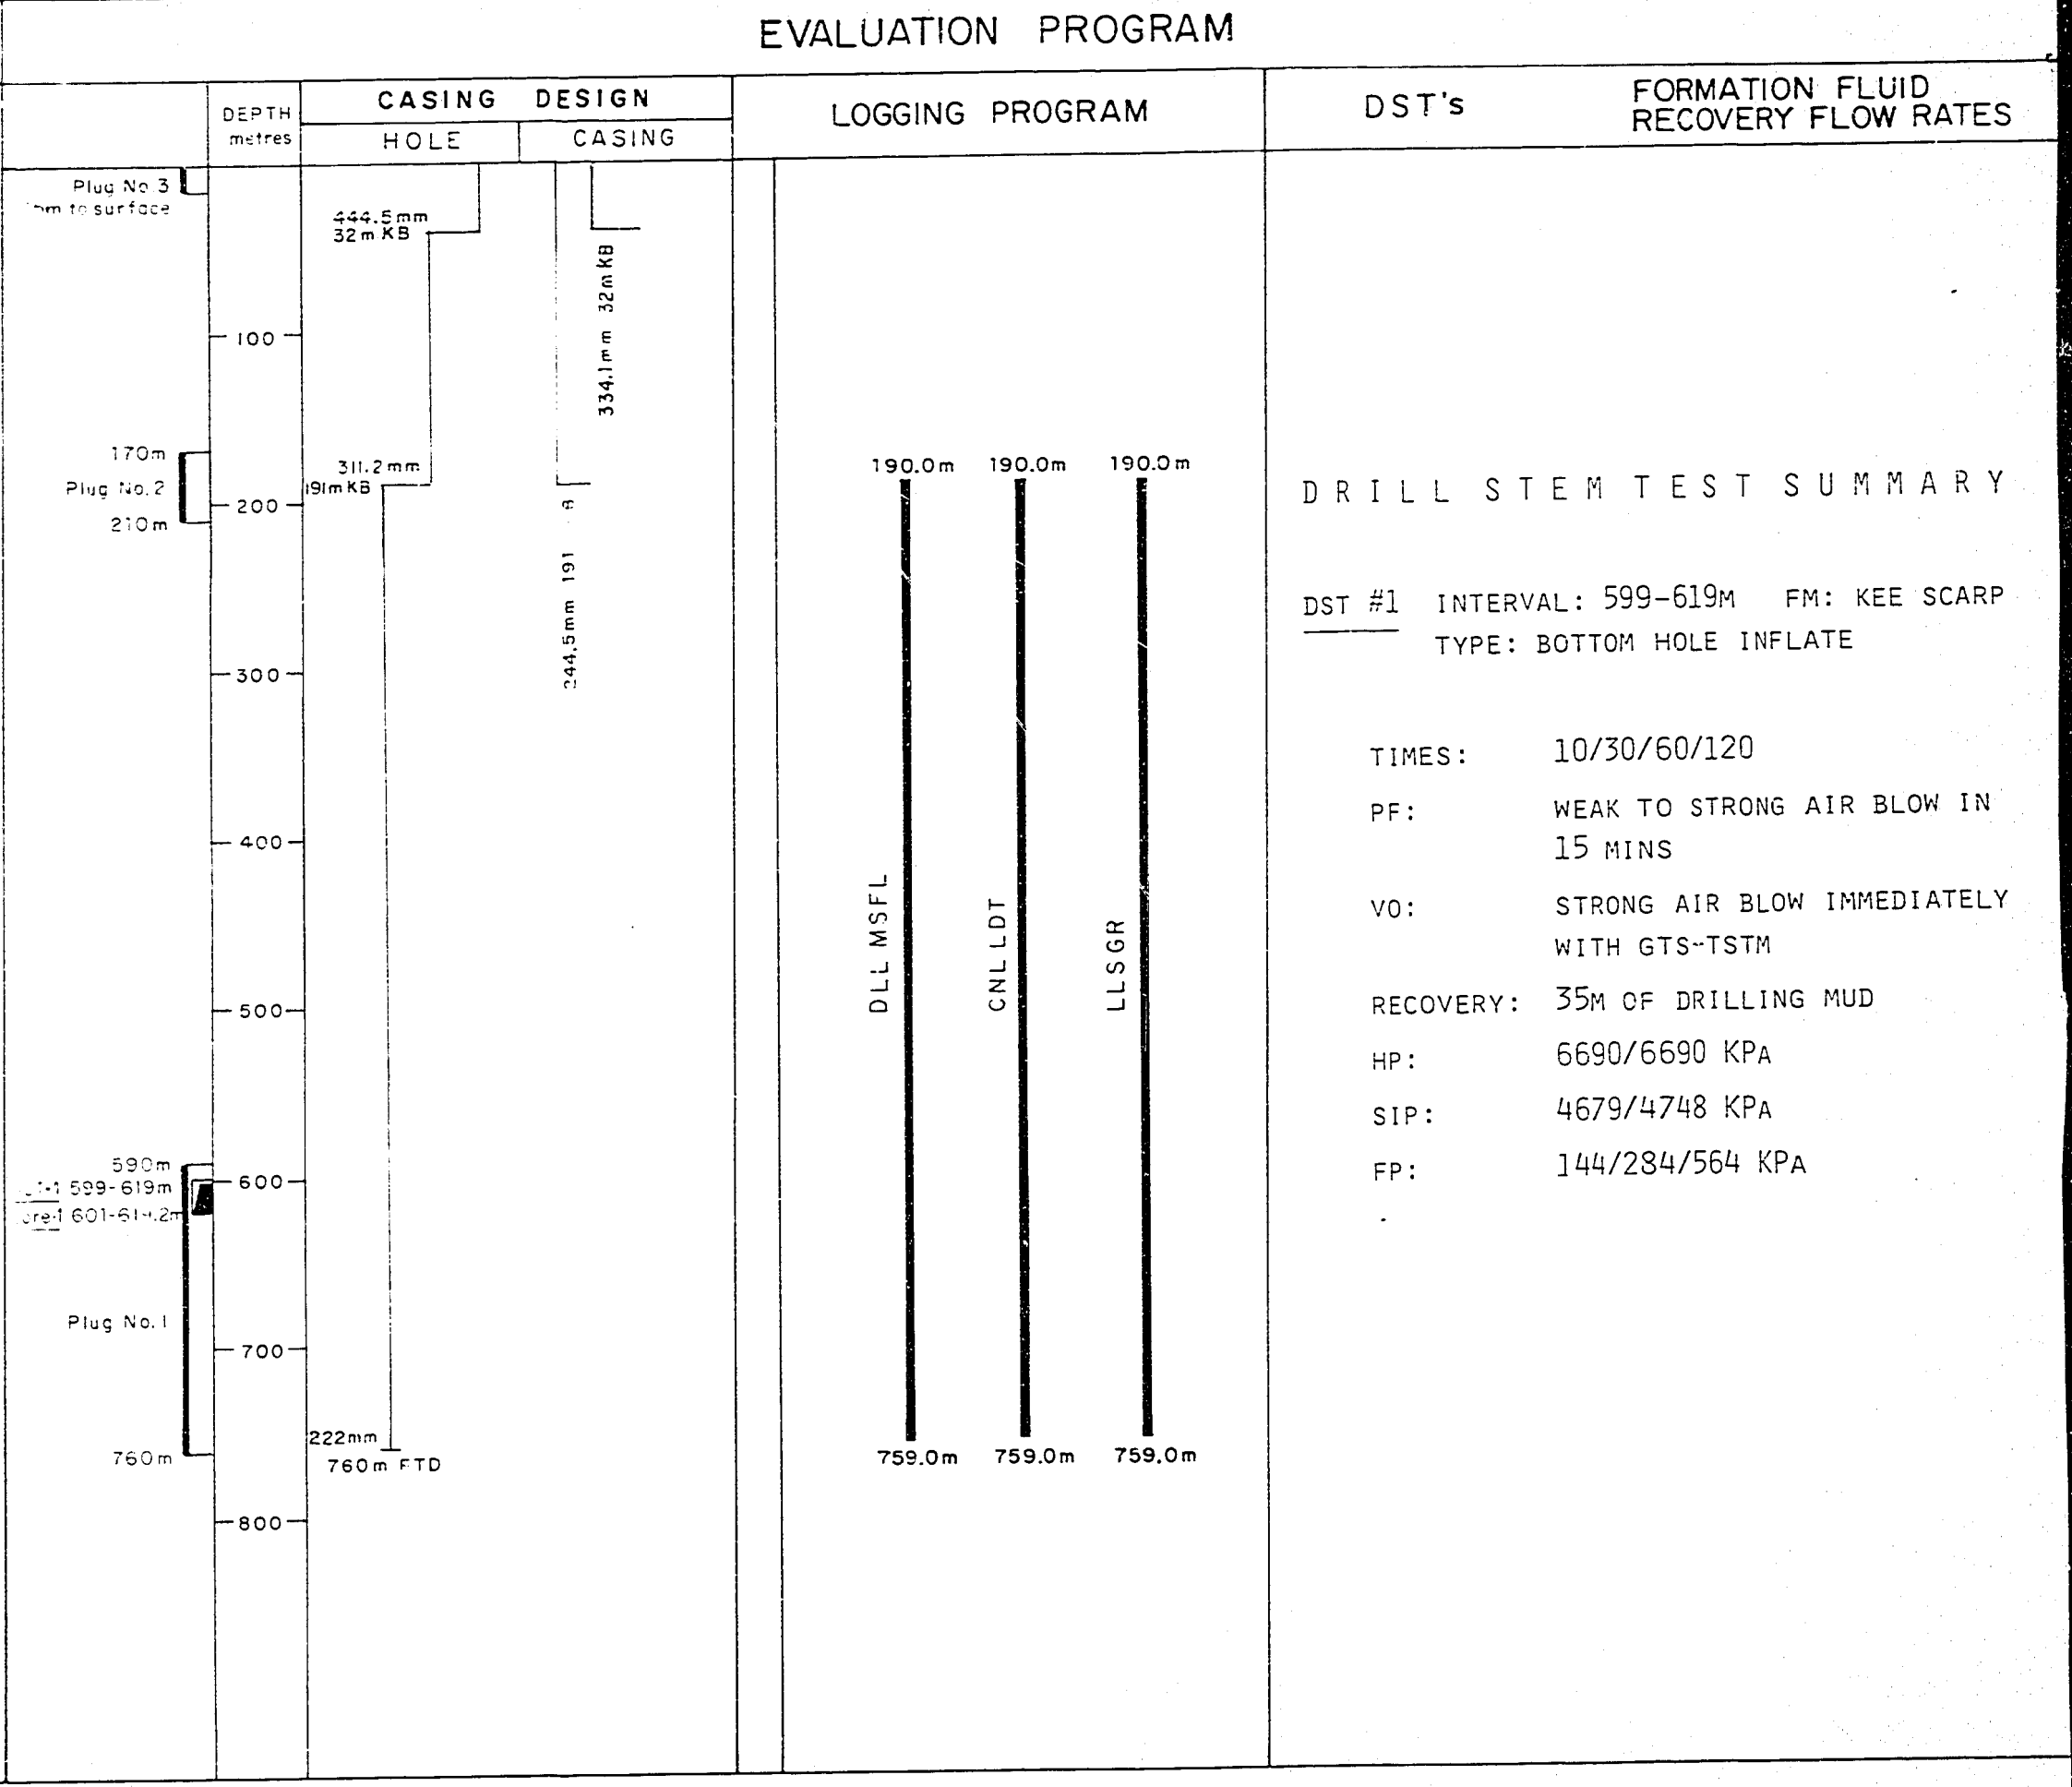 EVALUATION PROGRAM
DEPTH
metres
CASING DESIGN
HOLE
CASING
LOGGING PROGRAM
DST's
FORMATION FLUID
RECOVERY FLOW RATES
Plug No.3
to surface
444.5mm
32m KB
334.1mm 32m KB
100
170m
Plug No.2
210m
311.2mm
191m KB
200
244.5mm 191
300
400
500
600
700
800
590m
599-619m
601-
Plug No.1
760m
222mm
760m FTD
190.0m 190.0m 190.0m
DLL MSFL
CNL LDT
LLS GR
759.0m 759.0m 759.0m
DRILL STEM TEST SUMMARY
DST #1 INTERVAL: 599-619M FM: KEE SCARP
TYPE: BOTTOM HOLE INFLATE
TIMES: 10/30/60/120
PF: WEAK TO STRONG AIR BLOW IN
15 MINS
VO: STRONG AIR BLOW IMMEDIATELY
WITH GTS-TSTM
RECOVERY: 35M OF DRILLING MUD
HP: 6690/6690 KPA
SIP: 4679/4748 KPA
FP: 144/284/564 KPA